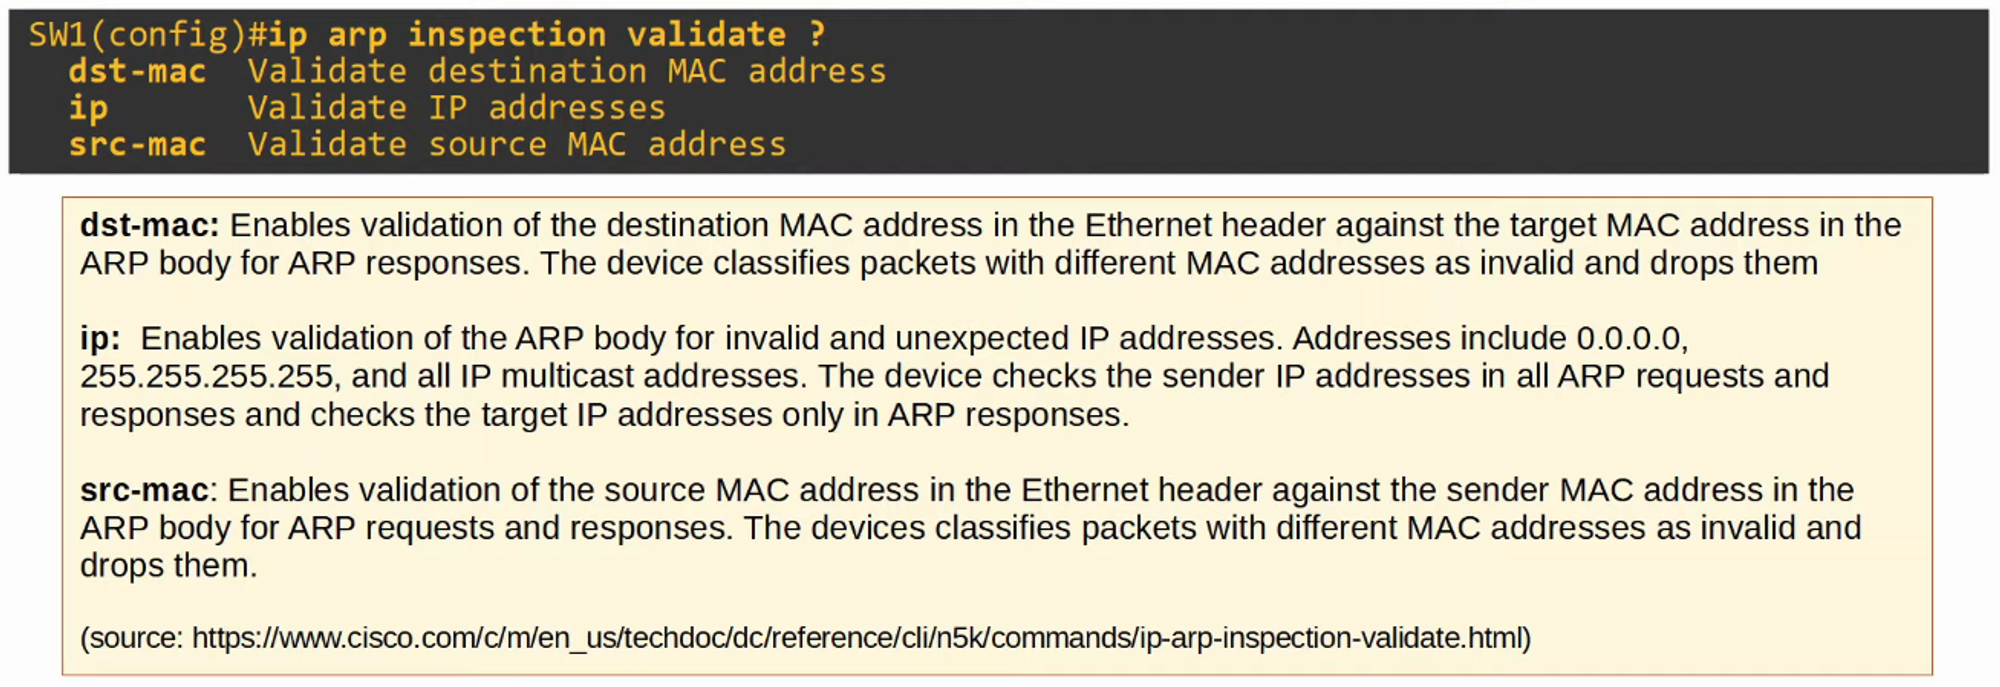 SW1(config)#ip arp inspection validate ?
dst-mac  Validate destination MAC address
ip       Validate IP addresses
src-mac  Validate source MAC address
dst-mac: Enables validation of the destination MAC address in the Ethernet header against the target MAC address in the
ARP body for ARP responses. The device classifies packets with different MAC addresses as invalid and drops them
ip:  Enables validation of the ARP body for invalid and unexpected IP addresses. Addresses include 0.0.0.0,
255.255.255.255, and all IP multicast addresses. The device checks the sender IP addresses in all ARP requests and
responses and checks the target IP addresses only in ARP responses.
src-mac: Enables validation of the source MAC address in the Ethernet header against the sender MAC address in the
ARP body for ARP requests and responses. The devices classifies packets with different MAC addresses as invalid and
drops them.
(source: https://www.cisco.com/c/m/en_us/techdoc/dc/reference/cli/n5k/commands/ip-arp-inspection-validate.html)